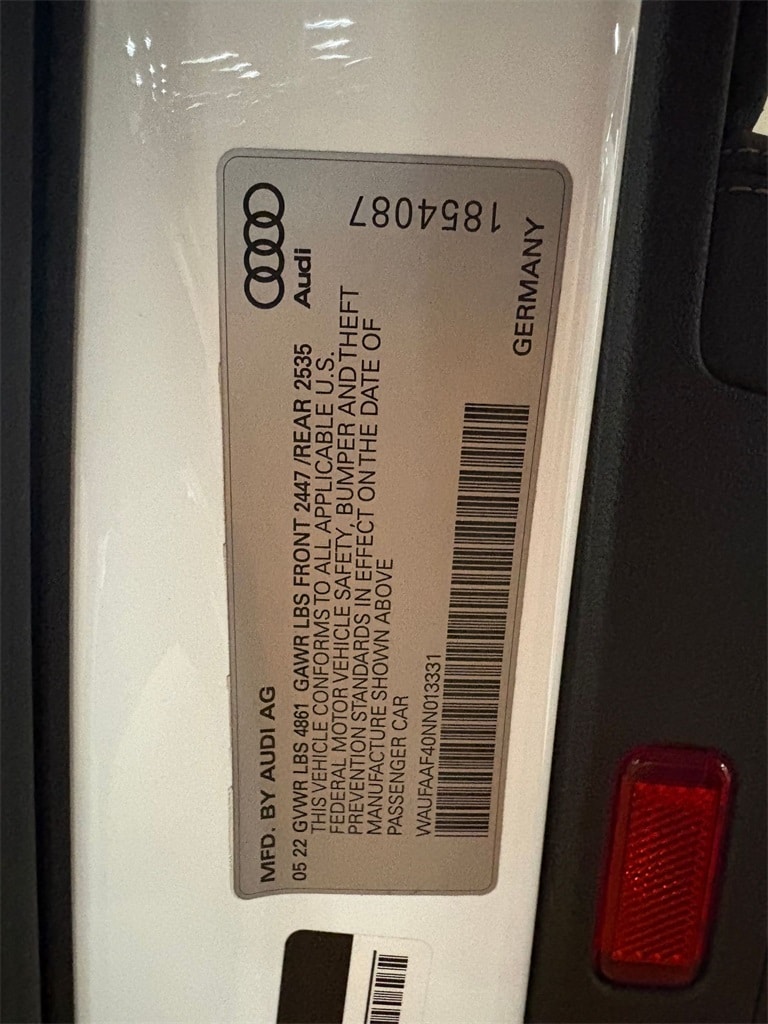 MFD. BY AUDI AG
Audi
05 22 GVWR LBS 4861 GAWR LBS FRONT 2447 /REAR 2535
THIS VEHICLE CONFORMS TO ALL APPLICABLE U.S.
FEDERAL MOTOR VEHICLE SAFETY, BUMPER AND THEFT
PREVENTION STANDARDS IN EFFECT ON THE DATE OF
MANUFACTURE SHOWN ABOVE
PASSENGER CAR
WAUFAAF40NN013331
GERMANY
1854087